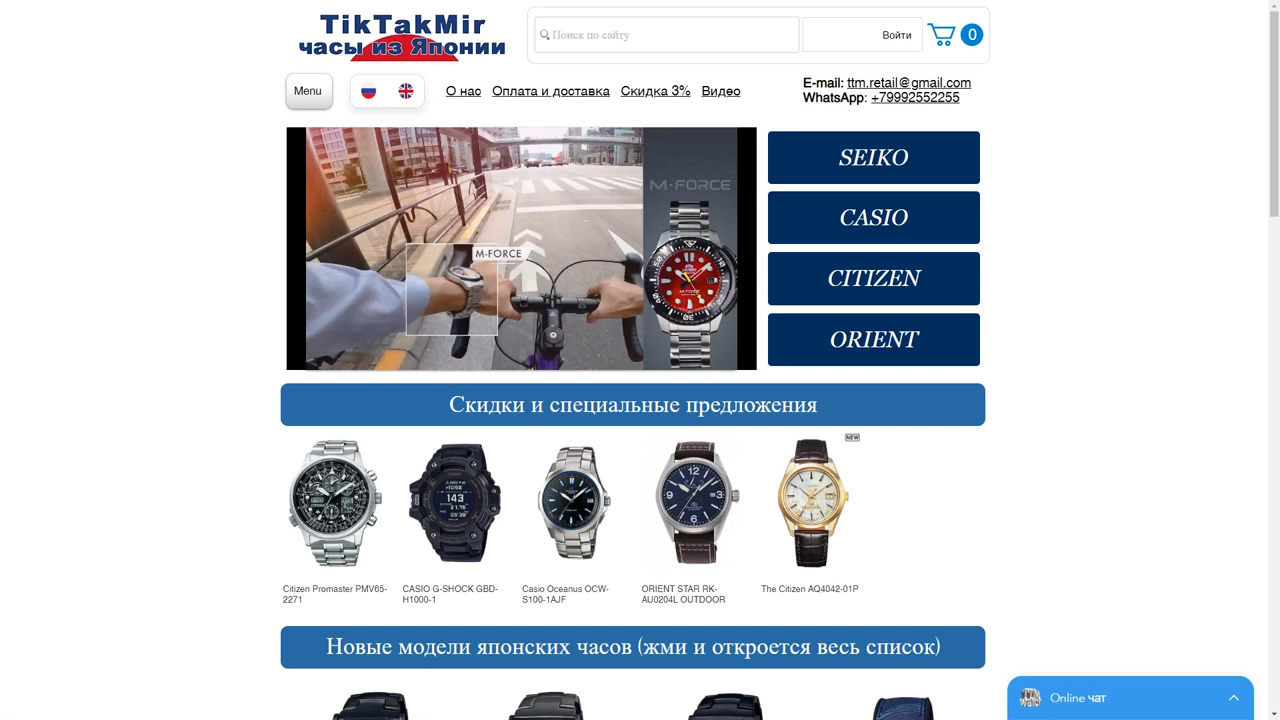 TikTakMir
часы из Японии
Поиск по сайту
Войти
0
Menu
О нас
Оплата и доставка
Скидка 3%
Видео
E-mail: ttm.retail@gmail.com
WhatsApp: +79992552255
M-FORCE
M-FORCE
SEIKO
CASIO
CITIZEN
ORIENT
Скидки и специальные предложения
NEW
Citizen Promaster PMV65-
2271
CASIO G-SHOCK GBD-
H1000-1
Casio Oceanus OCW-
S100-1AJF
ORIENT STAR RK-
AU0204L OUTDOOR
The Citizen AQ4042-01P
Новые модели японских часов (жми и откроется весь список)
Online чат